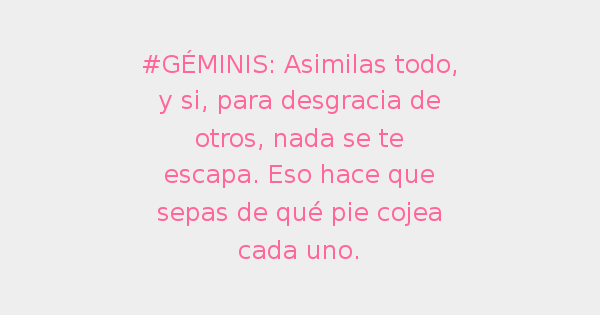 #GÉMINIS: Asimilas todo,
y si, para desgracia de
otros, nada se te
escapa. Eso hace que
sepas de qué pie cojea
cada uno.